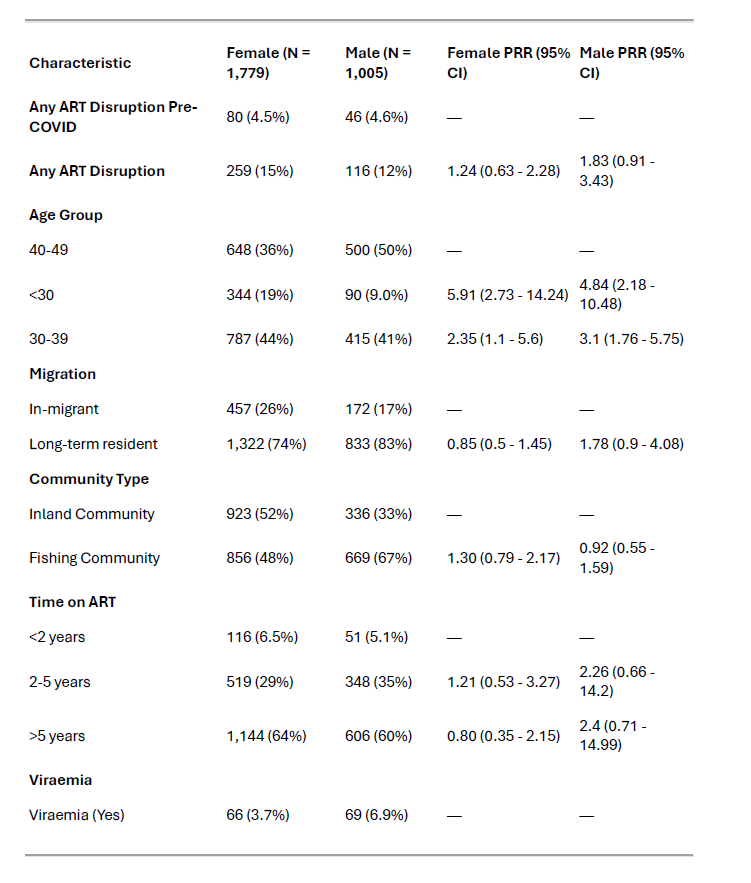 Characteristic Female (N = 1,779) Male (N = 1,005) Female PRR (95% CI) Male PRR (95% CI)
Any ART Disruption Pre-COVID 80 (4.5%) 46 (4.6%) — —
Any ART Disruption 259 (15%) 116 (12%) 1.24 (0.63 - 2.28) 1.83 (0.91 - 3.43)
Age Group
40-49 648 (36%) 500 (50%) — —
<30 344 (19%) 90 (9.0%) 5.91 (2.73 - 14.24) 4.84 (2.18 - 10.48)
30-39 787 (44%) 415 (41%) 2.35 (1.1 - 5.6) 3.1 (1.76 - 5.75)
Migration
In-migrant 457 (26%) 172 (17%) — —
Long-term resident 1,322 (74%) 833 (83%) 0.85 (0.5 - 1.45) 1.78 (0.9 - 4.08)
Community Type
Inland Community 923 (52%) 336 (33%) — —
Fishing Community 856 (48%) 669 (67%) 1.30 (0.79 - 2.17) 0.92 (0.55 - 1.59)
Time on ART
<2 years 116 (6.5%) 51 (5.1%) — —
2-5 years 519 (29%) 348 (35%) 1.21 (0.53 - 3.27) 2.26 (0.66 - 14.2)
>5 years 1,144 (64%) 606 (60%) 0.80 (0.35 - 2.15) 2.4 (0.71 - 14.99)
Viraemia
Viraemia (Yes) 66 (3.7%) 69 (6.9%) — —